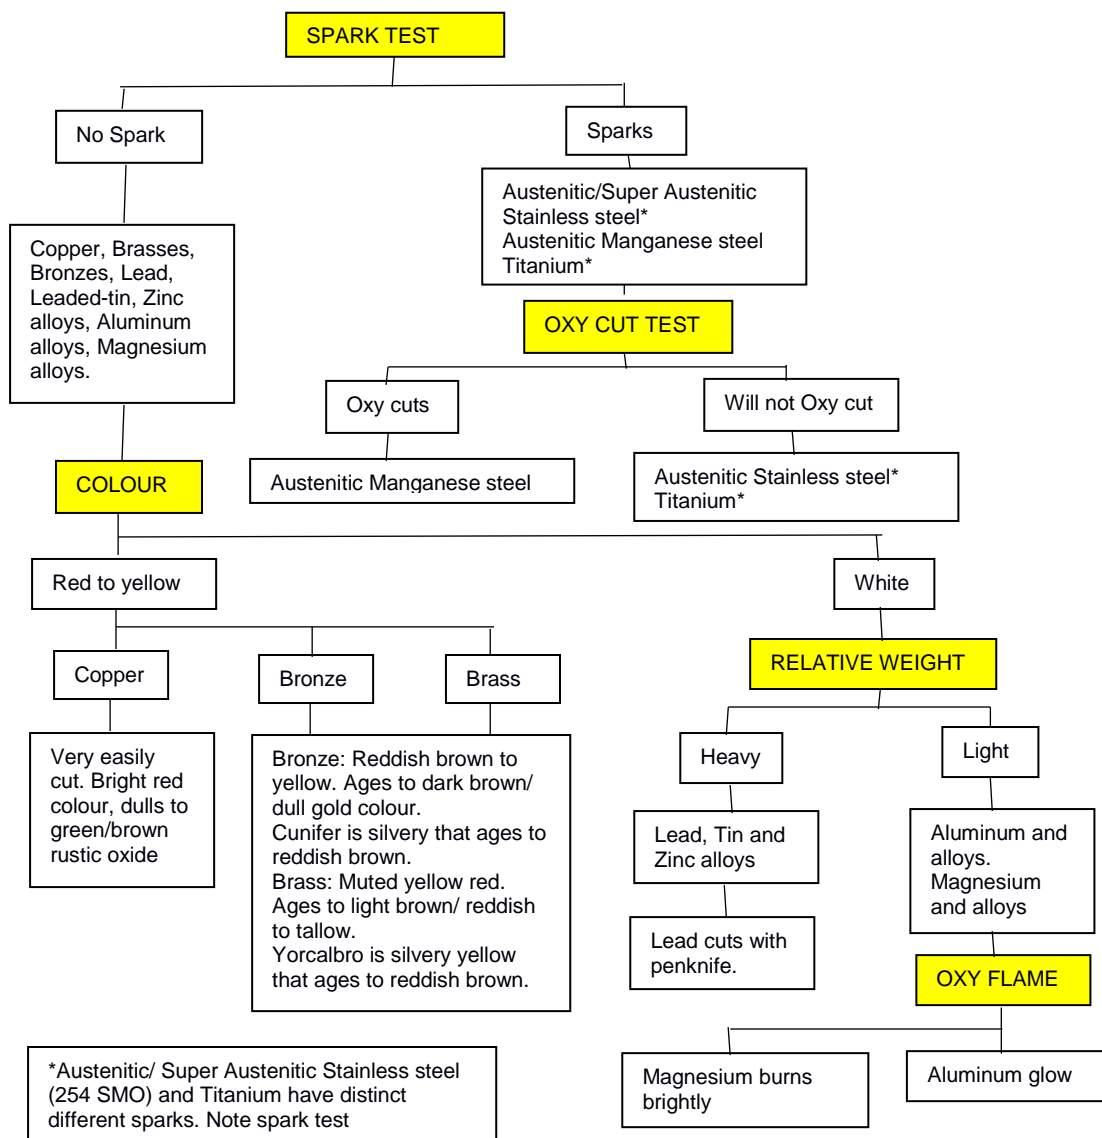 SPARK TEST
No Spark
Sparks
Austenitic/Super Austenitic
Stainless steel*
Austenitic Manganese steel
Titanium*
Copper, Brasses,
Bronzes, Lead,
Leaded-tin, Zinc
alloys, Aluminum
alloys, Magnesium
alloys.
OXY CUT TEST
Oxy cuts
Will not Oxy cut
Austenitic Manganese steel
Austenitic Stainless steel*
Titanium*
COLOUR
Red to yellow
White
Copper
Bronze
Brass
RELATIVE WEIGHT
Very easily
cut. Bright red
colour, dulls to
green/brown
rustic oxide
Bronze: Reddish brown to
yellow. Ages to dark brown/
dull gold colour.
Cunifer is silvery that ages to
reddish brown.
Brass: Muted yellow red.
Ages to light brown/ reddish
to tallow.
Yorcalbro is silvery yellow
that ages to reddish brown.
Heavy
Light
Lead, Tin and
Zinc alloys
Aluminum and
alloys.
Magnesium
and alloys
Lead cuts with
penknife.
OXY FLAME
Magnesium burns
brightly
Aluminum glow
*Austenitic/ Super Austenitic Stainless steel
(254 SMO) and Titanium have distinct
different sparks. Note spark test